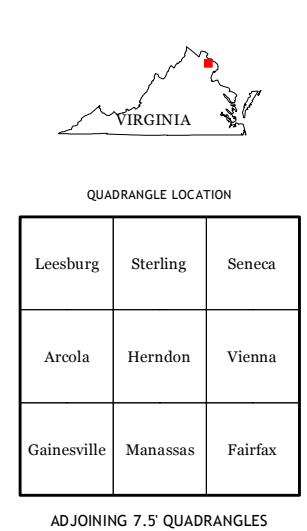 VIRGINIA
QUADRANGLE LOCATION
Leesburg Sterling Seneca
Arcola Herndon Vienna
Gainesville Manassas Fairfax
ADJOINING 7.5' QUADRANGLES